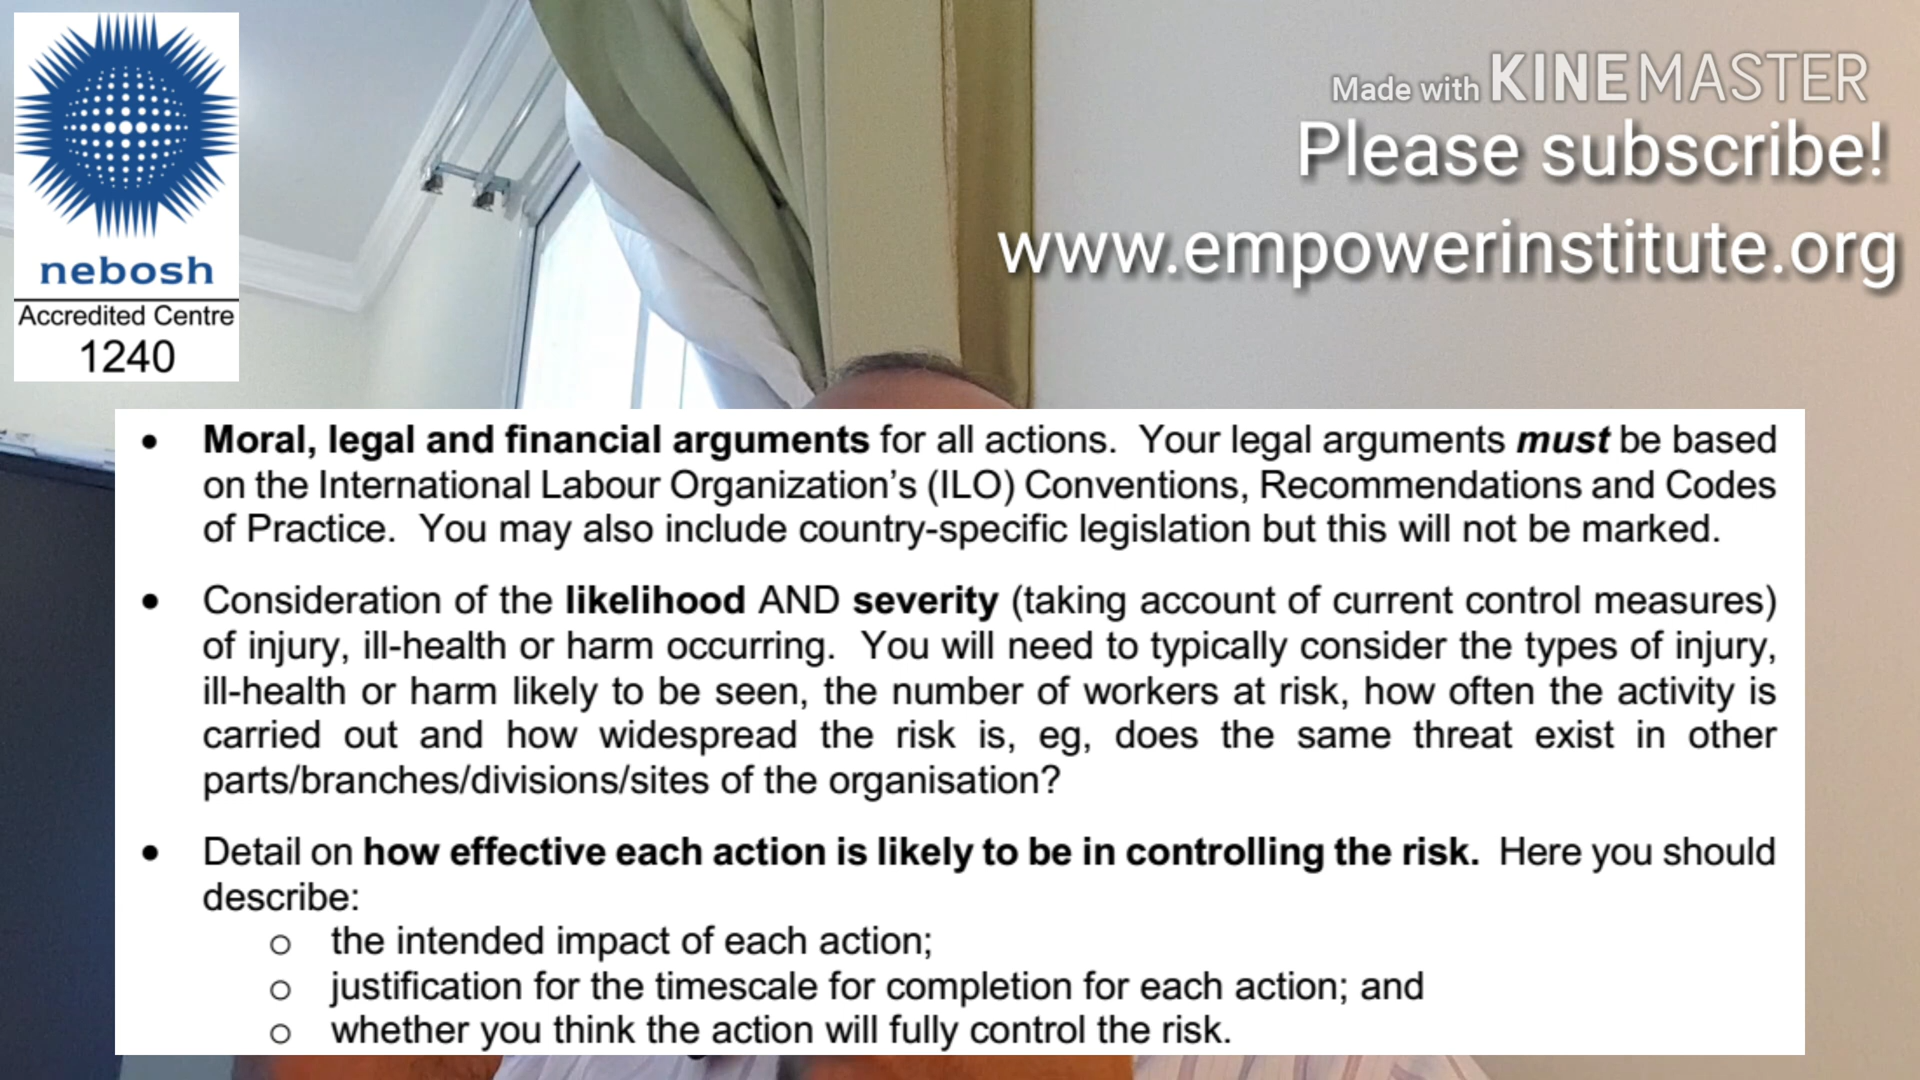 nebosh
Accredited Centre
1240
Made with KINEMASTER
Please subscribe!
www.empowerinstitute.org
• Moral, legal and financial arguments for all actions. Your legal arguments must be based
on the International Labour Organization’s (ILO) Conventions, Recommendations and Codes
of Practice. You may also include country-specific legislation but this will not be marked.
• Consideration of the likelihood AND severity (taking account of current control measures)
of injury, ill-health or harm occurring. You will need to typically consider the types of injury,
ill-health or harm likely to be seen, the number of workers at risk, how often the activity is
carried out and how widespread the risk is, eg, does the same threat exist in other
parts/branches/divisions/sites of the organisation?
• Detail on how effective each action is likely to be in controlling the risk. Here you should
describe:
o the intended impact of each action;
o justification for the timescale for completion for each action; and
o whether you think the action will fully control the risk.